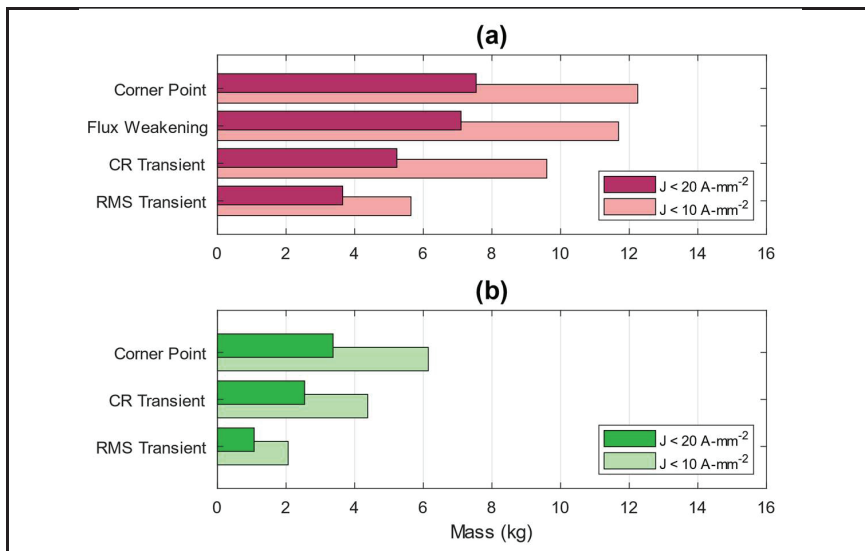 (a)
Corner Point
Flux Weakening
CR Transient
RMS Transient
J < 20 A-mm⁻²
J < 10 A-mm⁻²
0 2 4 6 8 10 12 14 16
(b)
Corner Point
CR Transient
RMS Transient
J < 20 A-mm⁻²
J < 10 A-mm⁻²
0 2 4 6 8 10 12 14 16
Mass (kg)